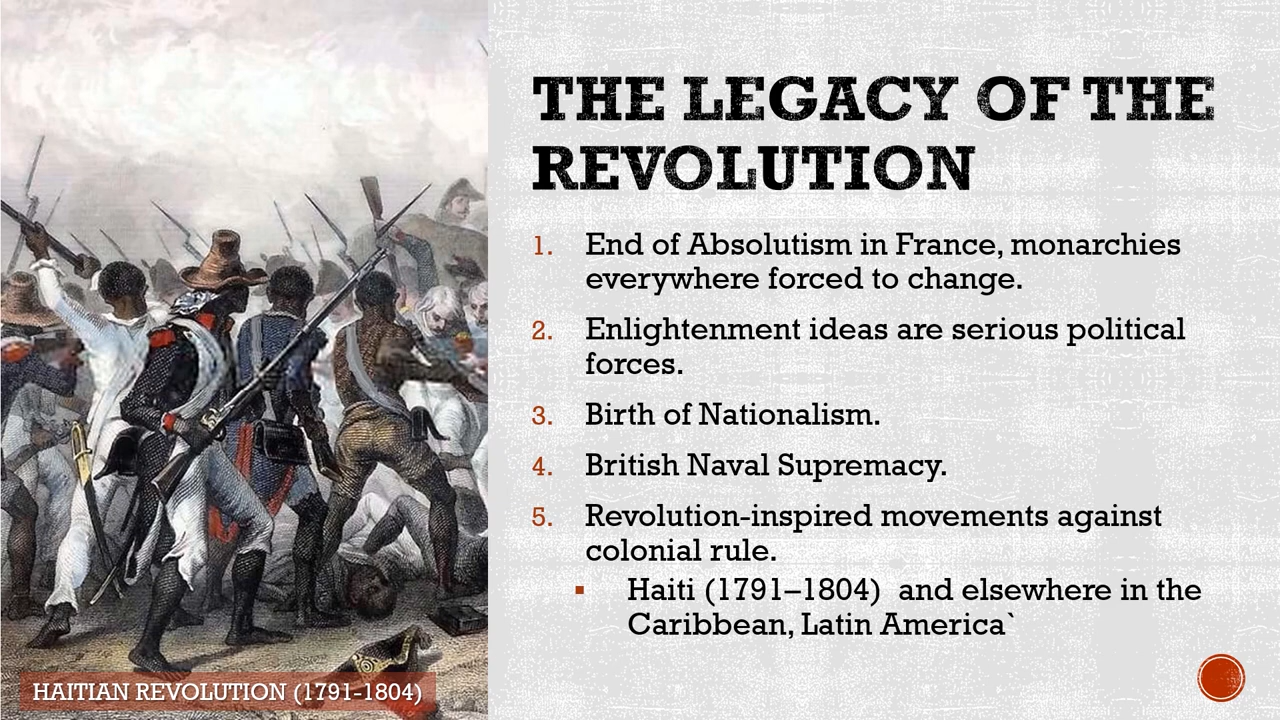 THE LEGACY OF THE
REVOLUTION
1. End of Absolutism in France, monarchies
everywhere forced to change.
2. Enlightenment ideas are serious political
forces.
3. Birth of Nationalism.
4. British Naval Supremacy.
5. Revolution-inspired movements against
colonial rule.
▪ Haiti (1791–1804)  and elsewhere in the
Caribbean, Latin America`
HAITIAN REVOLUTION (1791-1804)